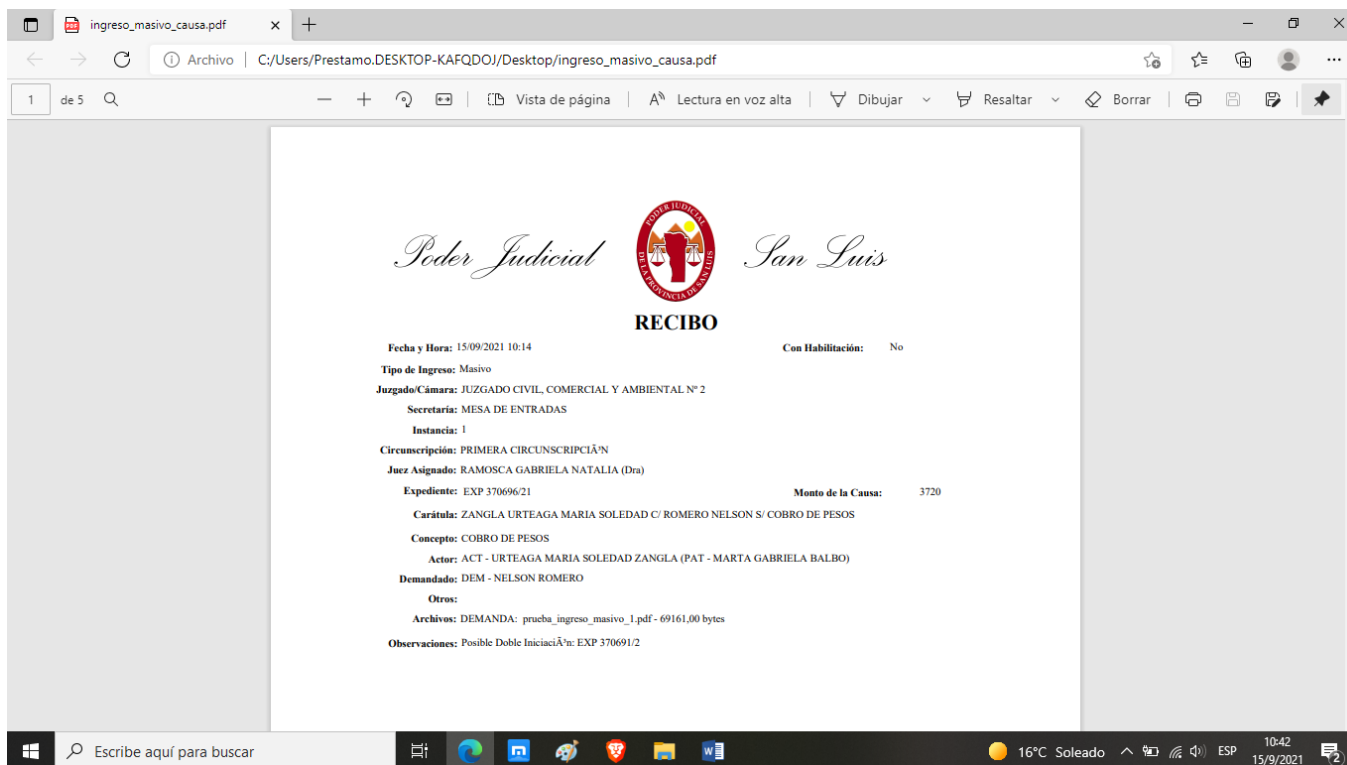 ingreso_masivo_causa.pdf
Archivo C:/Users/Prestamo.DESKTOP-KAFQDOJ/Desktop/ingreso_masivo_causa.pdf
1 de 5 Vista de página Lectura en voz alta Dibujar Resaltar Borrar
Poder Judicial San Luis
PODER JUDICIAL DE LA PROVINCIA DE SAN LUIS
RECIBO
Fecha y Hora: 15/09/2021 10:14 Con Habilitación: No
Tipo de Ingreso: Masivo
Juzgado/Cámara: JUZGADO CIVIL, COMERCIAL Y AMBIENTAL Nº 2
Secretaría: MESA DE ENTRADAS
Instancia: 1
Circunscripción: PRIMERA CIRCUNSCRIPCIÃ³N
Juez Asignado: RAMOSCA GABRIELA NATALIA (Dra)
Expediente: EXP 370696/21 Monto de la Causa: 3720
Carátula: ZANGLA URTEAGA MARIA SOLEDAD C/ ROMERO NELSON S/ COBRO DE PESOS
Concepto: COBRO DE PESOS
Actor: ACT - URTEAGA MARIA SOLEDAD ZANGLA (PAT - MARTA GABRIELA BALBO)
Demandado: DEM - NELSON ROMERO
Otros:
Archivos: DEMANDA: prueba_ingreso_masivo_1.pdf - 69161,00 bytes
Observaciones: Posible Doble IniciaciÃ³n: EXP 370691/2
Escribe aquí para buscar 16°C Soleado ESP 10:42
15/9/2021 2